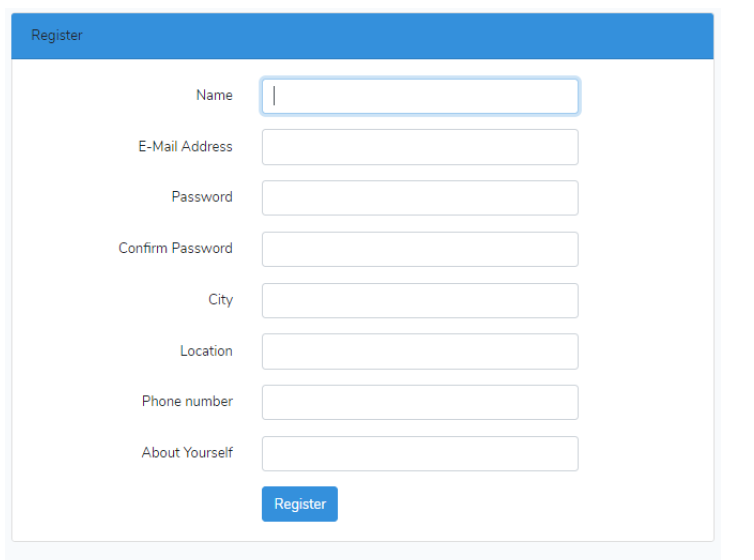 Register
Name
E-Mail Address
Password
Confirm Password
City
Location
Phone number
About Yourself
Register